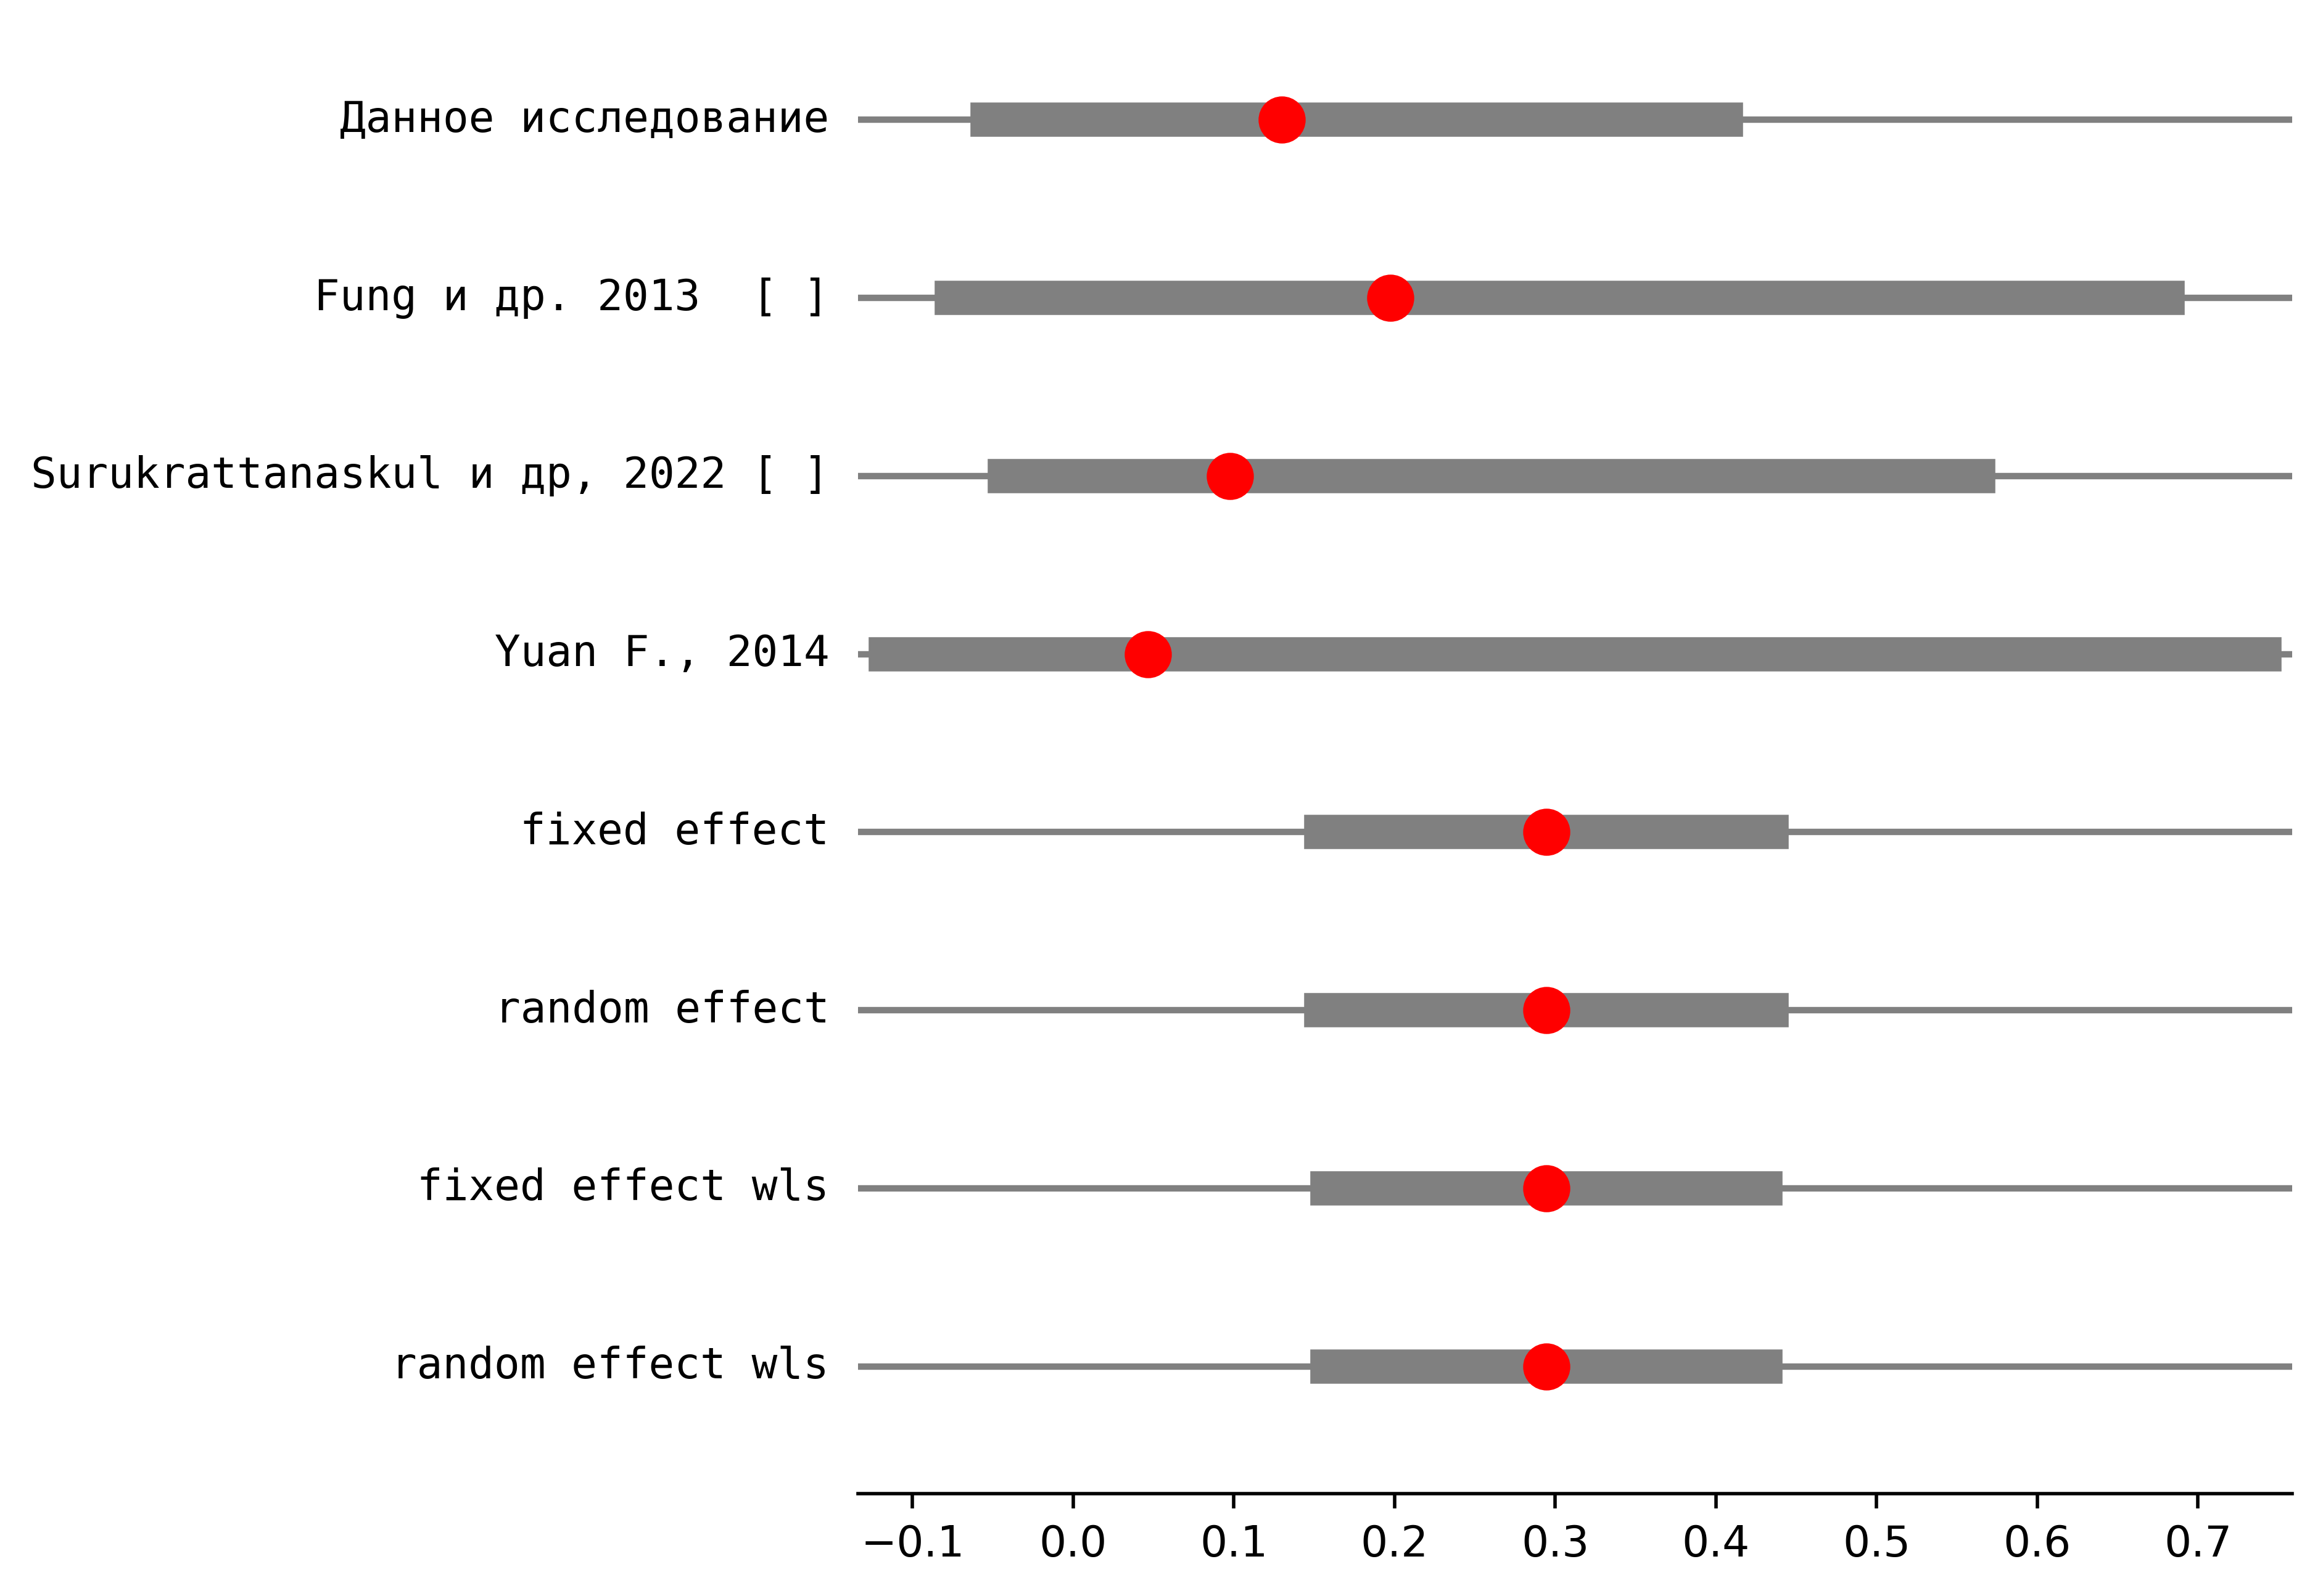 Данное исследование
Fung и др. 2013  [ ]
Surukrattanaskul и др, 2022 [ ]
Yuan F., 2014
fixed effect
random effect
fixed effect wls
random effect wls
−0.1 0.0 0.1 0.2 0.3 0.4 0.5 0.6 0.7